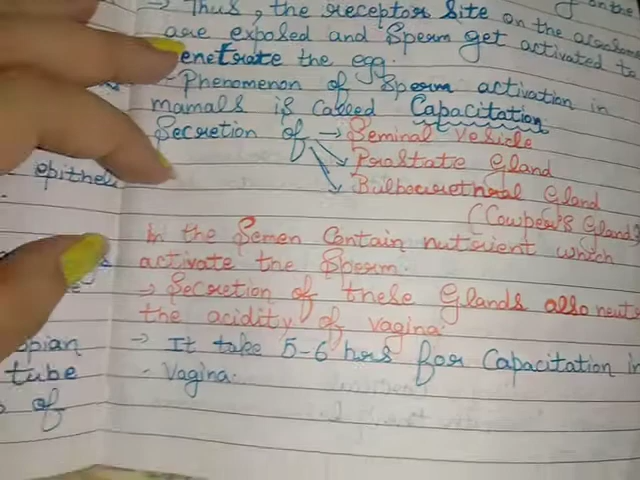 → Thus, the receptor site on the acrosome
are exposed and Sperm get activated to
penetrate the egg.
Phenomenon of Sperm activation in
mamals is called Capacitation
Secretion of → Seminal Vesicle
↘ Prostatic Gland
↘ Bulbourethral Gland
(Cowper's Gland)
epithel
In the Semen Contain nutrient which
activate the Sperm.
→ Secretion of these Glands also neut
the acidity of vagina.
opian
→ It take 5-6 hrs for Capacitation in
tube
- Vagina.
of